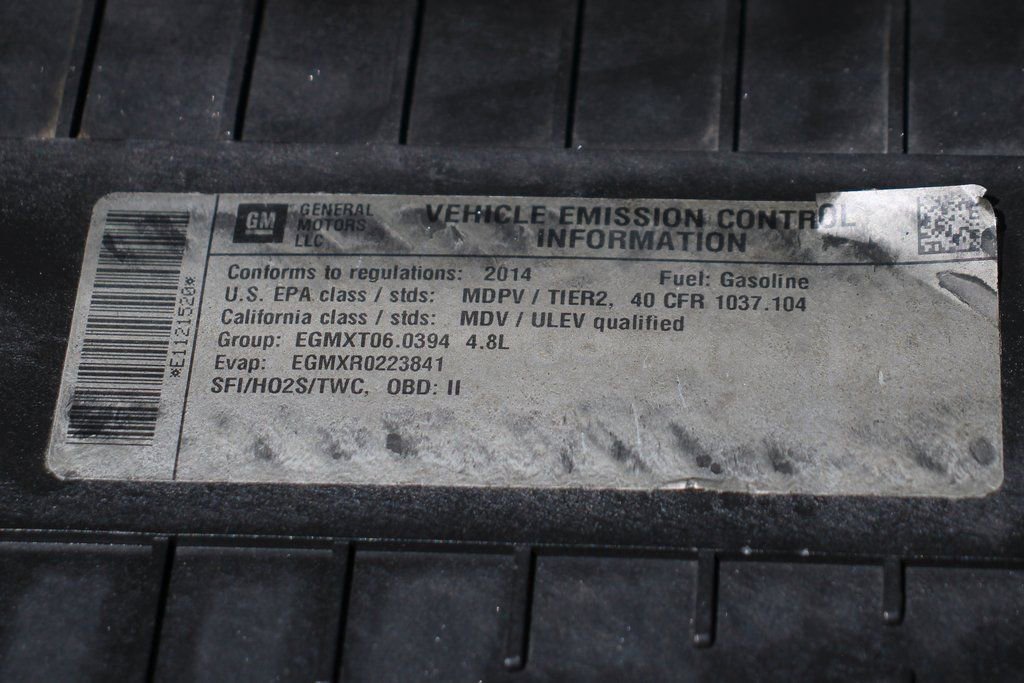 GM
GENERAL
MOTORS
LLC
VEHICLE EMISSION CONTROL
INFORMATION
Conforms to regulations: 2014 Fuel: Gasoline
U.S. EPA class / stds: MDPV / TIER2, 40 CFR 1037.104
California class / stds: MDV / ULEV qualified
Group: EGMXT06.0394 4.8L
Evap: EGMXR0223841
SFI/HO2S/TWC, OBD: II
*E1121520*